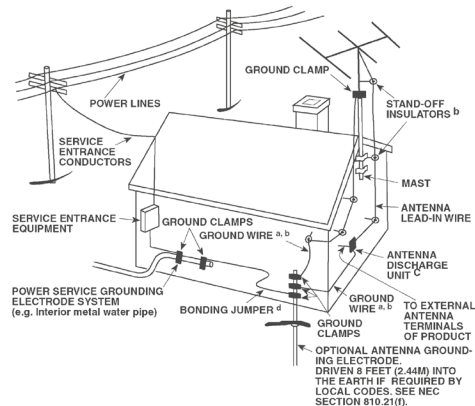 GROUND CLAMP
POWER LINES
STAND-OFF
INSULATORS b
SERVICE
ENTRANCE
CONDUCTORS
MAST
ANTENNA
LEAD-IN WIRE
SERVICE ENTRANCE
EQUIPMENT
GROUND CLAMPS
GROUND WIRE a, b
ANTENNA
DISCHARGE
UNIT C
POWER SERVICE GROUNDING
ELECTRODE SYSTEM
(e.g. Interior metal water pipe)
BONDING JUMPER d
GROUND
WIRE a, b
TO EXTERNAL
ANTENNA
TERMINALS
OF PRODUCT
GROUND
CLAMPS
OPTIONAL ANTENNA GROUND-
ING ELECTRODE.
DRIVEN 8 FEET (2.44M) INTO
THE EARTH IF REQUIRED BY
LOCAL CODES. SEE NEC
SECTION 810.21(f).